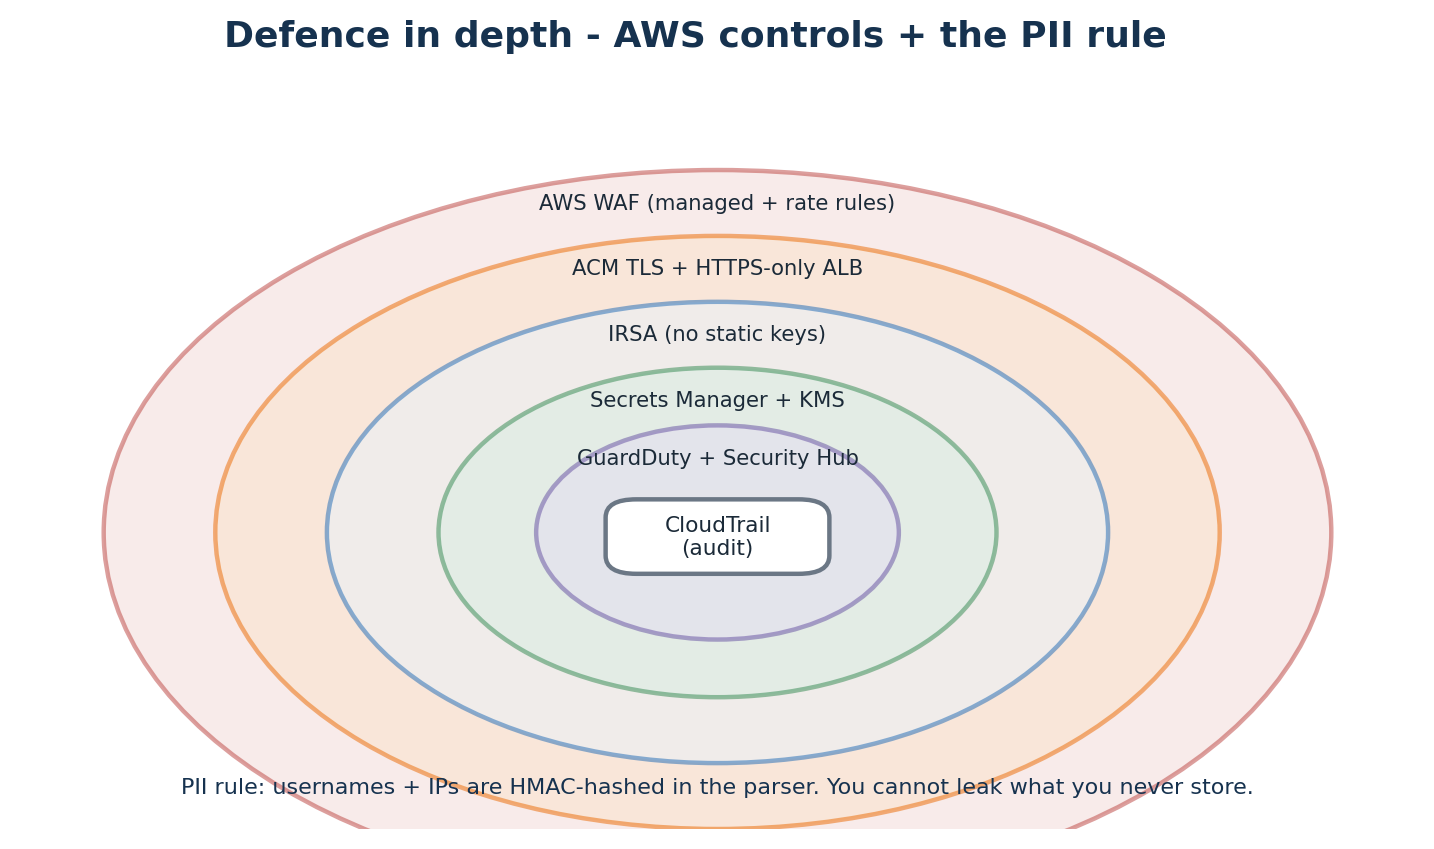 Defence in depth - AWS controls + the PII rule
AWS WAF (managed + rate rules)
ACM TLS + HTTPS-only ALB
IRSA (no static keys)
Secrets Manager + KMS
GuardDuty + Security Hub
CloudTrail
(audit)
PII rule: usernames + IPs are HMAC-hashed in the parser. You cannot leak what you never store.